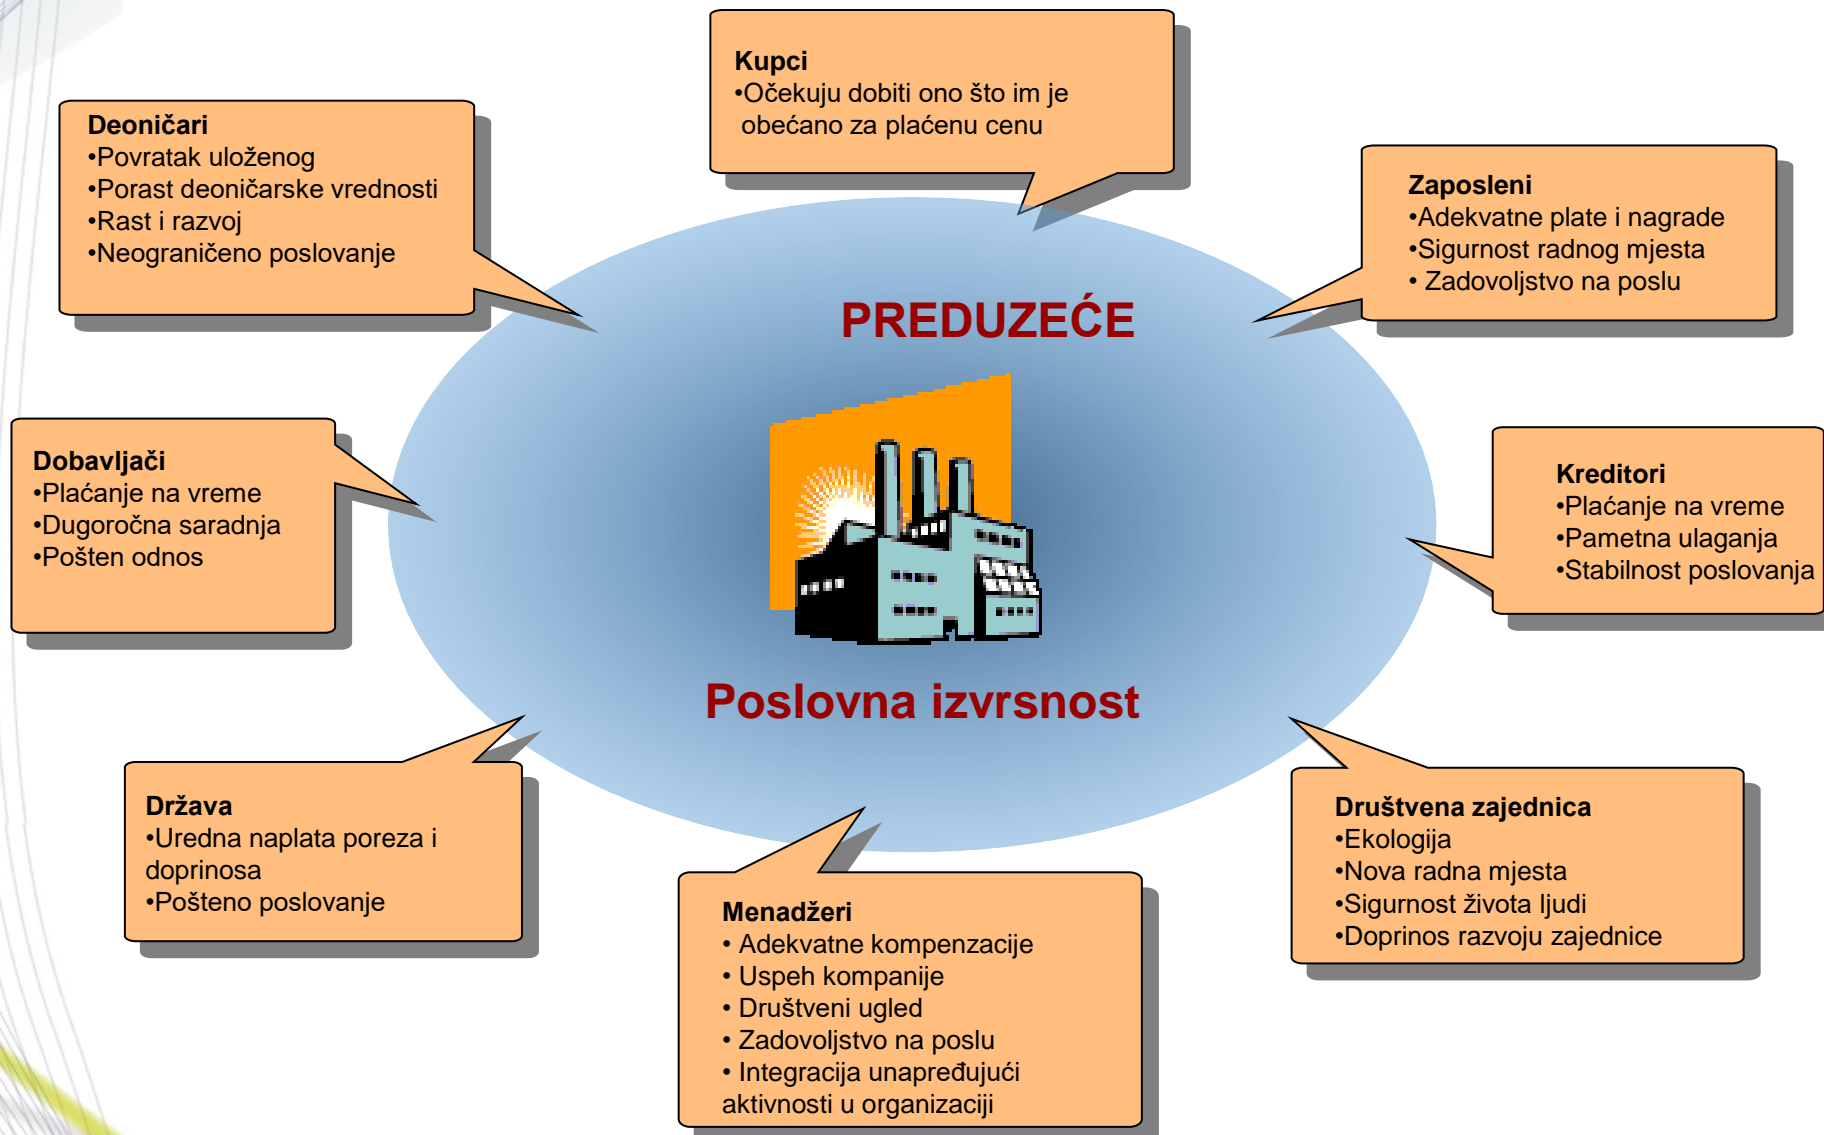 Kupci
•Očekuju dobiti ono što im je
obećano za plaćenu cenu
Deoničari
•Povratak uloženog
•Porast deoničarske vrednosti
•Rast i razvoj
•Neograničeno poslovanje
Zaposleni
•Adekvatne plate i nagrade
•Sigurnost radnog mjesta
• Zadovoljstvo na poslu
PREDUZEĆE
Dobavljači
•Plaćanje na vreme
•Dugoročna saradnja
•Pošten odnos
Kreditori
•Plaćanje na vreme
•Pametna ulaganja
•Stabilnost poslovanja
Poslovna izvrsnost
Država
•Uredna naplata poreza i
doprinosa
•Pošteno poslovanje
Menadžeri
• Adekvatne kompenzacije
• Uspeh kompanije
• Društveni ugled
• Zadovoljstvo na poslu
• Integracija unapređujući
aktivnosti u organizaciji
Društvena zajednica
•Ekologija
•Nova radna mjesta
•Sigurnost života ljudi
•Doprinos razvoju zajednice